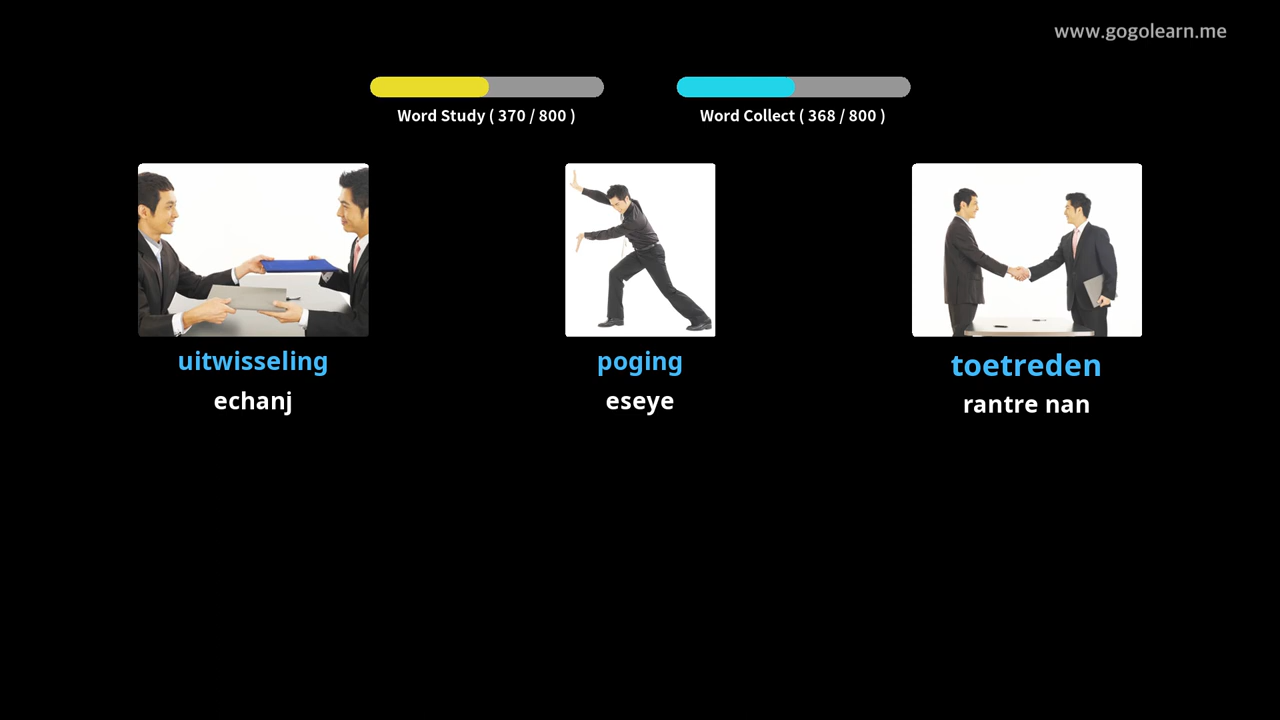 www.gogolearn.me
Word Study ( 370 / 800 )
Word Collect ( 368 / 800 )
uitwisseling
echanj
poging
eseye
toetreden
rantre nan